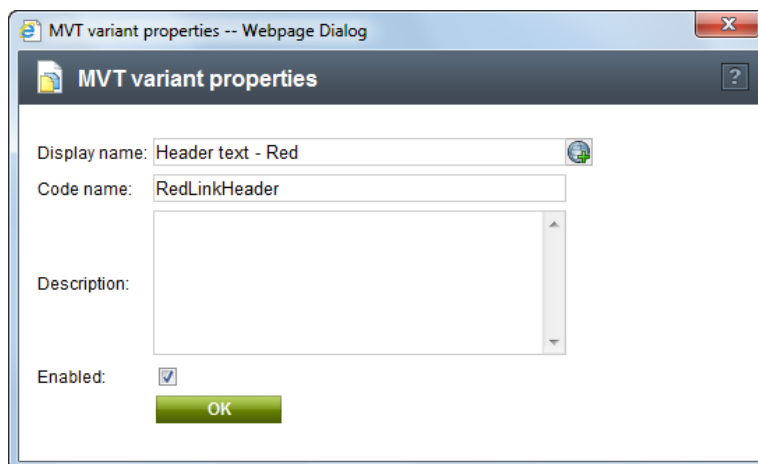 MVT variant properties -- Webpage Dialog
MVT variant properties
?
Display name: Header text - Red
Code name: RedLinkHeader
Description:
Enabled:
OK